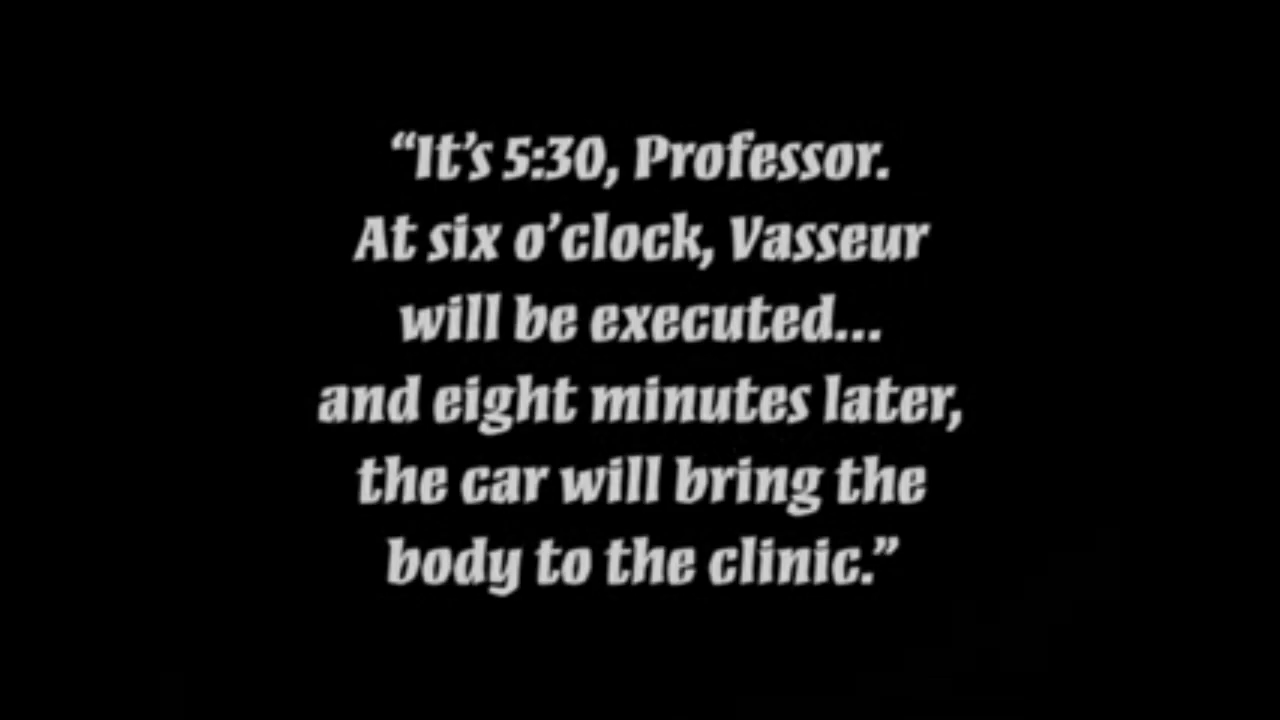 “It’s 5:30, Professor.
At six o’clock, Vasseur
will be executed...
and eight minutes later,
the car will bring the
body to the clinic.”